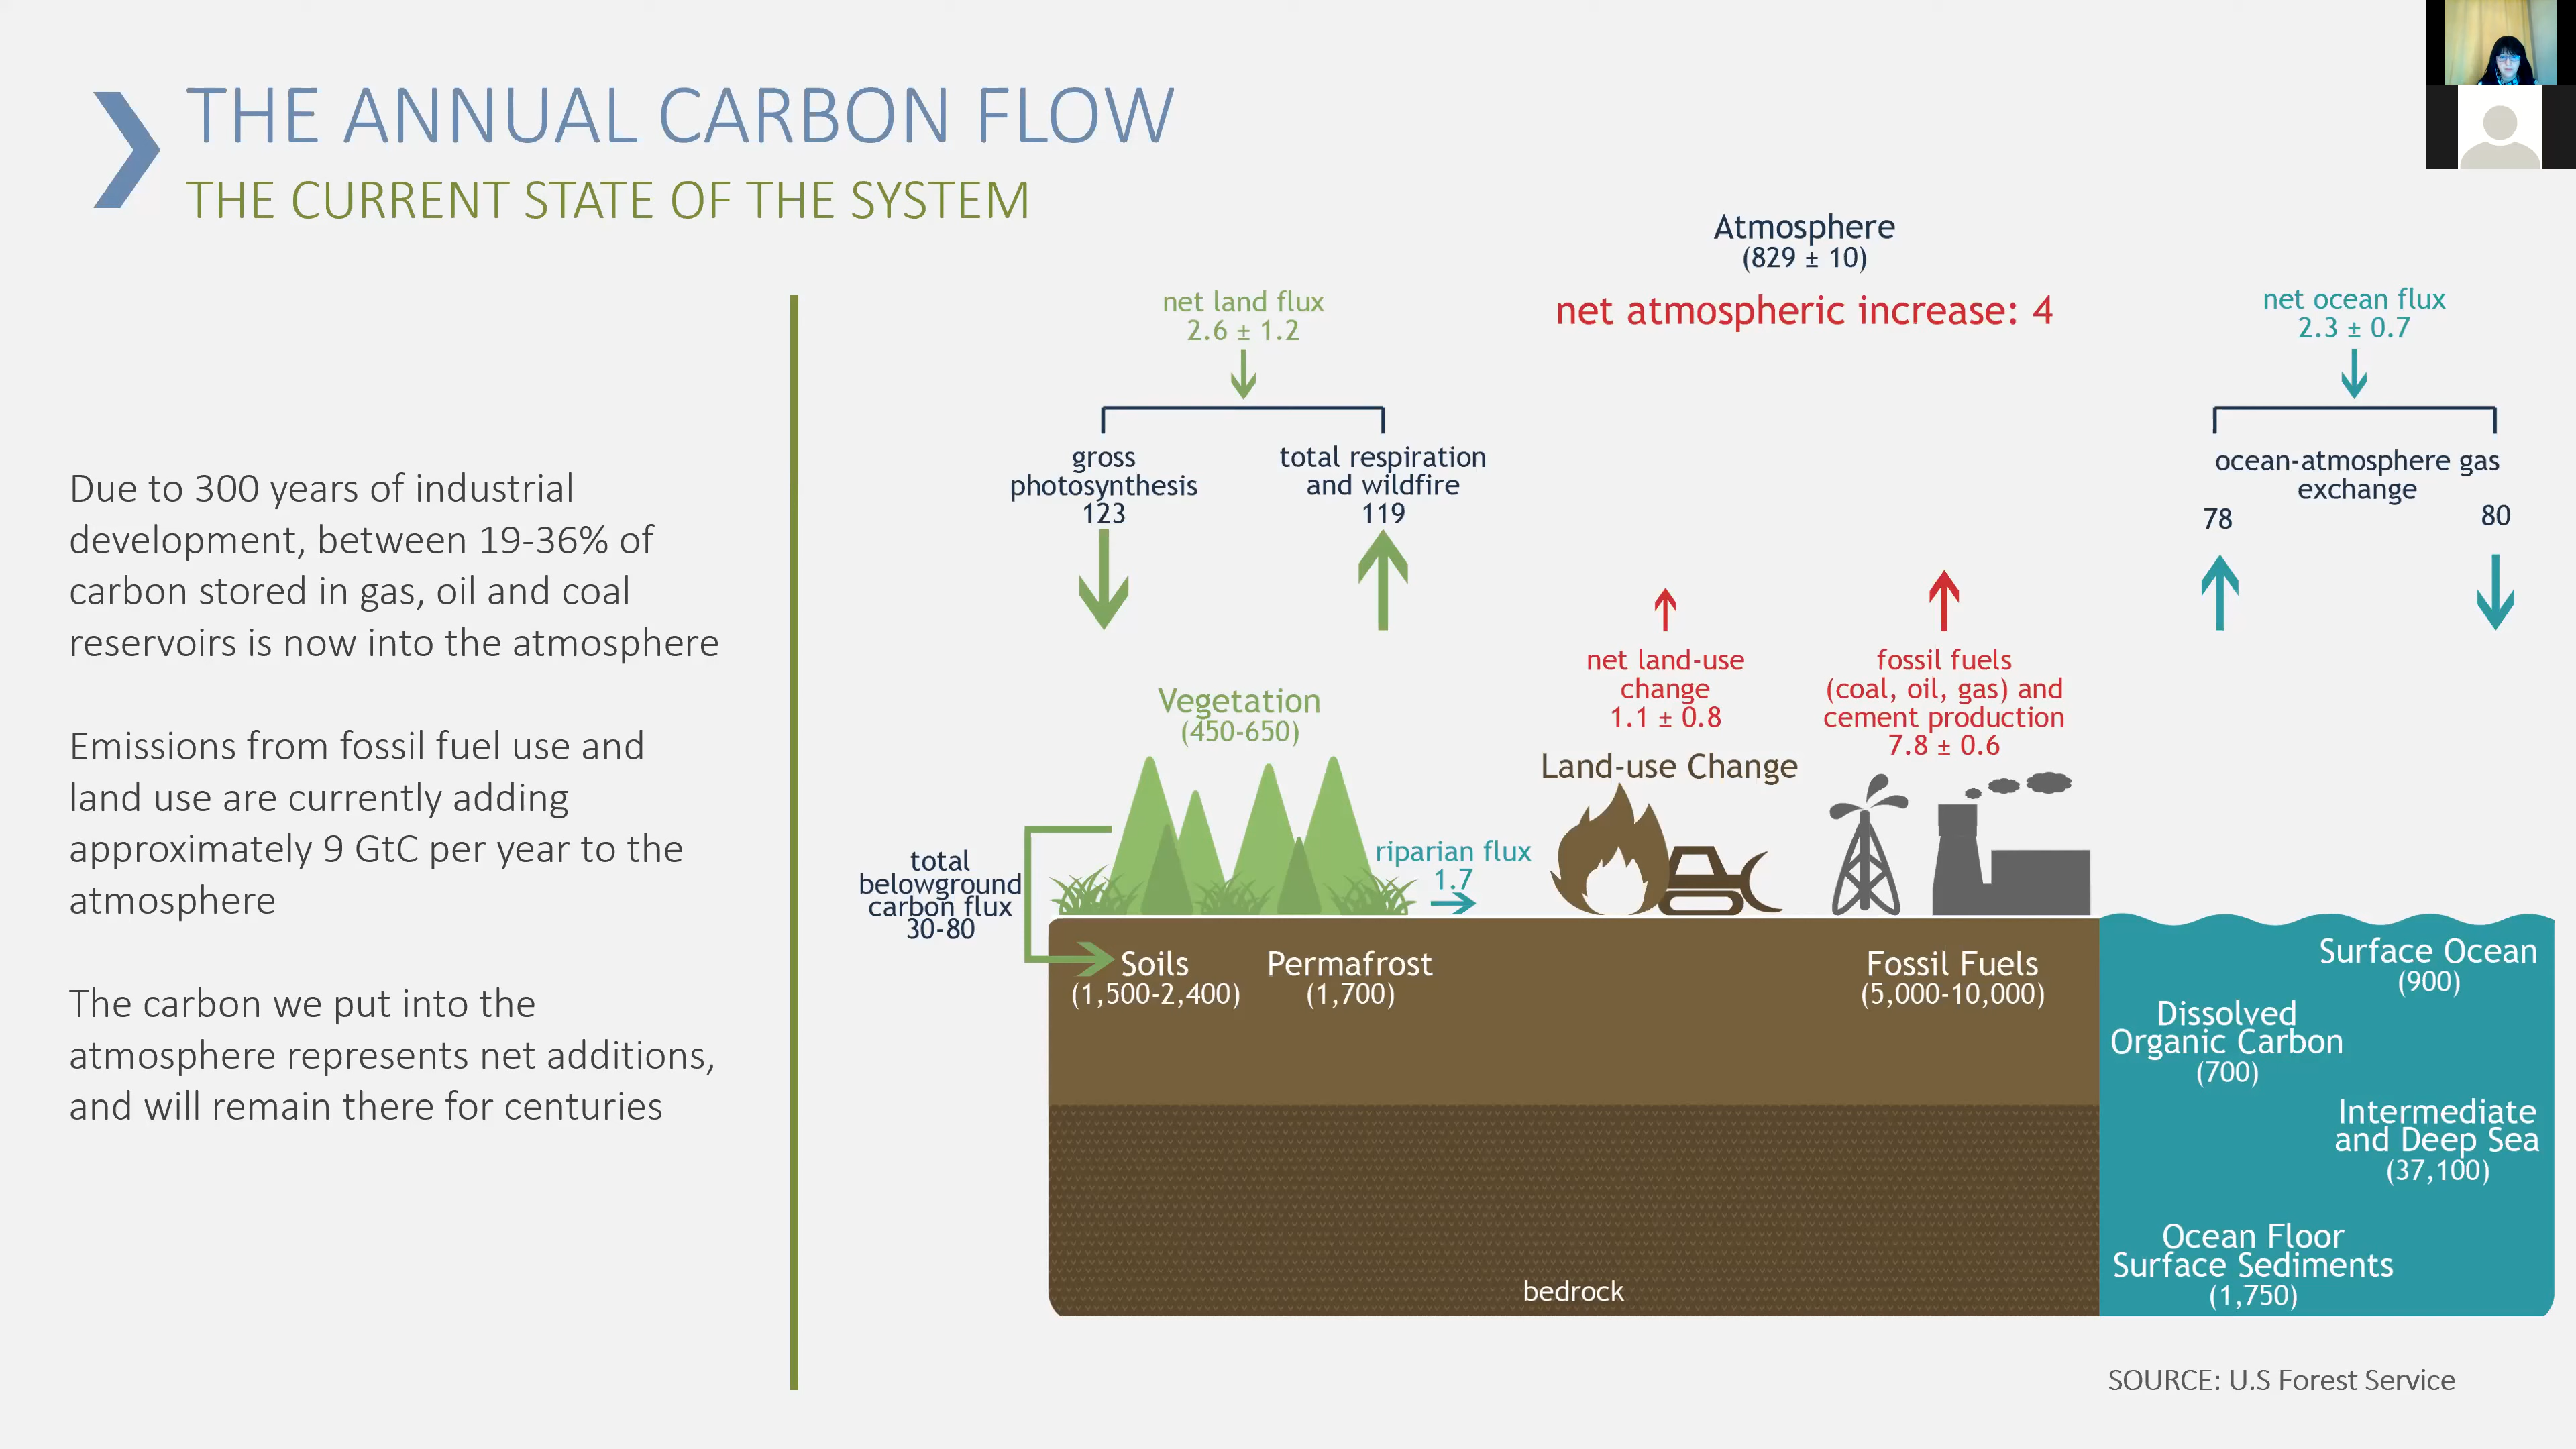 THE ANNUAL CARBON FLOW
THE CURRENT STATE OF THE SYSTEM
Due to 300 years of industrial
development, between 19-36% of
carbon stored in gas, oil and coal
reservoirs is now into the atmosphere
Emissions from fossil fuel use and
land use are currently adding
approximately 9 GtC per year to the
atmosphere
The carbon we put into the
atmosphere represents net additions,
and will remain there for centuries
Atmosphere
(829 ± 10)
net atmospheric increase: 4
net land flux
2.6 ± 1.2
net ocean flux
2.3 ± 0.7
gross
photosynthesis
123
total respiration
and wildfire
119
ocean-atmosphere gas
exchange
78
80
net land-use
change
1.1 ± 0.8
fossil fuels
(coal, oil, gas) and
cement production
7.8 ± 0.6
Vegetation
(450-650)
Land-use Change
total
belowground
carbon flux
30-80
riparian flux
1.7
Soils
(1,500-2,400)
Permafrost
(1,700)
Fossil Fuels
(5,000-10,000)
Surface Ocean
(900)
Dissolved
Organic Carbon
(700)
Intermediate
and Deep Sea
(37,100)
Ocean Floor
Surface Sediments
(1,750)
bedrock
SOURCE: U.S Forest Service